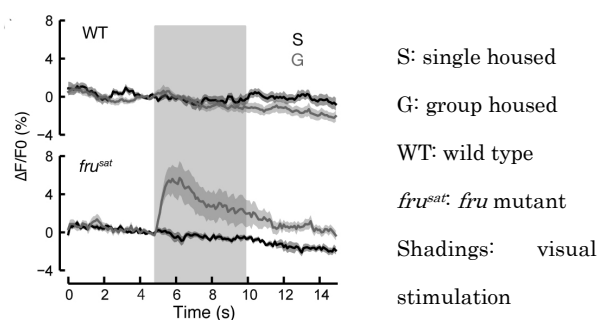 8
WT
S
4
G
0
−4
8
fru^sat
4
0
−4
ΔF/F0 (%)
0 2 4 6 8 10 12 14
Time (s)
S: single housed
G: group housed
WT: wild type
fru^sat: fru mutant
Shadings: visual
stimulation